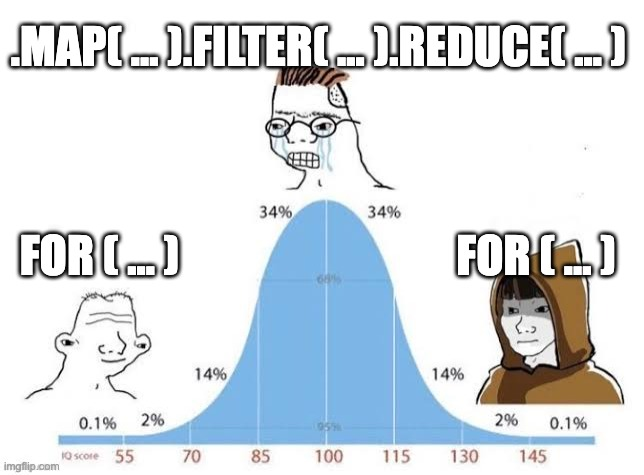 .MAP( ... ).FILTER( ... ).REDUCE( ... )
34% 34%
FOR ( ... ) FOR ( ... )
68%
14% 14%
0.1% 2% 95% 2% 0.1%
IQ score 55 70 85 100 115 130 145
imgflip.com